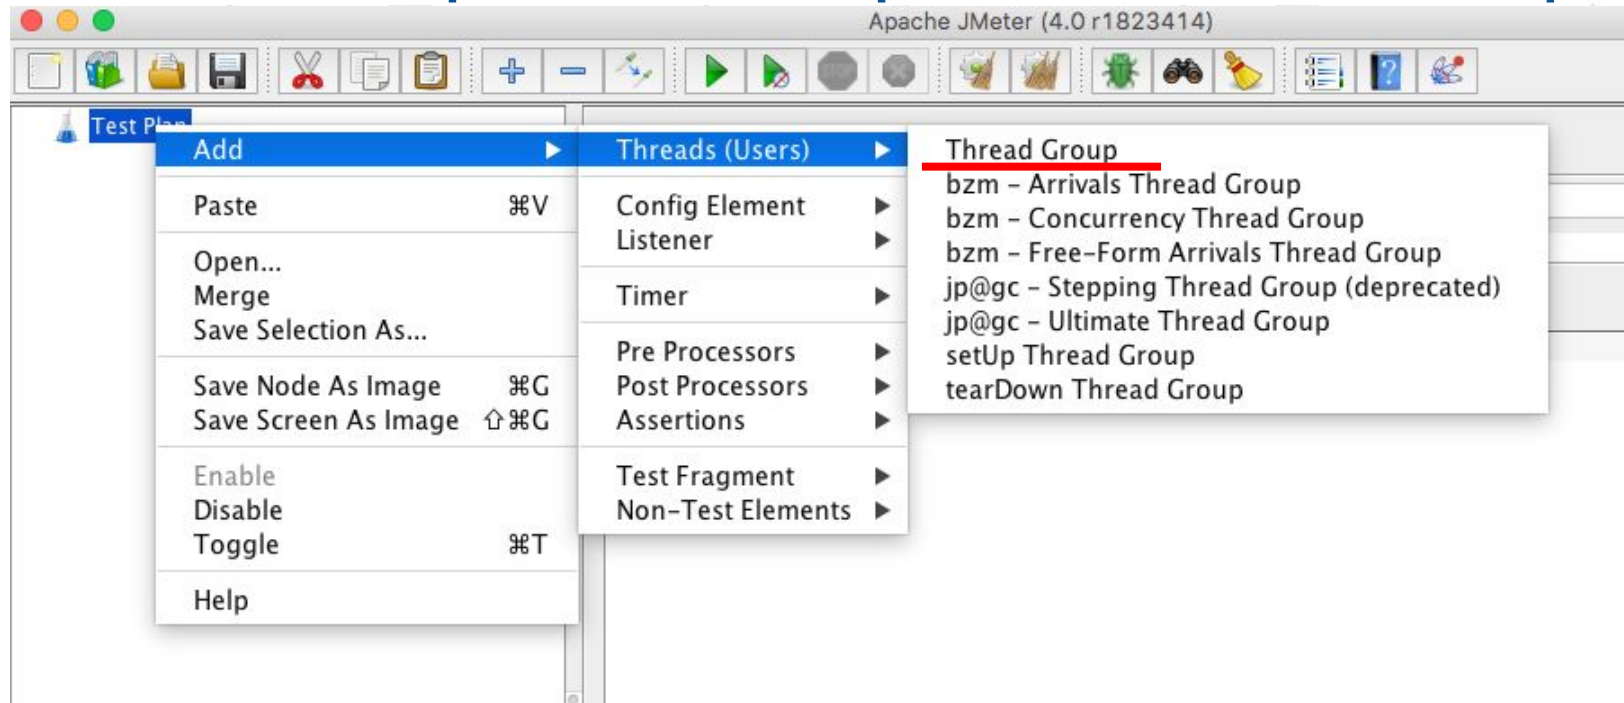 Apache JMeter (4.0 r1823414)
STOP
?
Test Plan
Add
Paste ⌘V
Open...
Merge
Save Selection As...
Save Node As Image ⌘G
Save Screen As Image ⇧⌘G
Enable
Disable
Toggle ⌘T
Help
Threads (Users)
Config Element
Listener
Timer
Pre Processors
Post Processors
Assertions
Test Fragment
Non-Test Elements
Thread Group
bzm - Arrivals Thread Group
bzm - Concurrency Thread Group
bzm - Free-Form Arrivals Thread Group
jp@gc - Stepping Thread Group (deprecated)
jp@gc - Ultimate Thread Group
setUp Thread Group
tearDown Thread Group